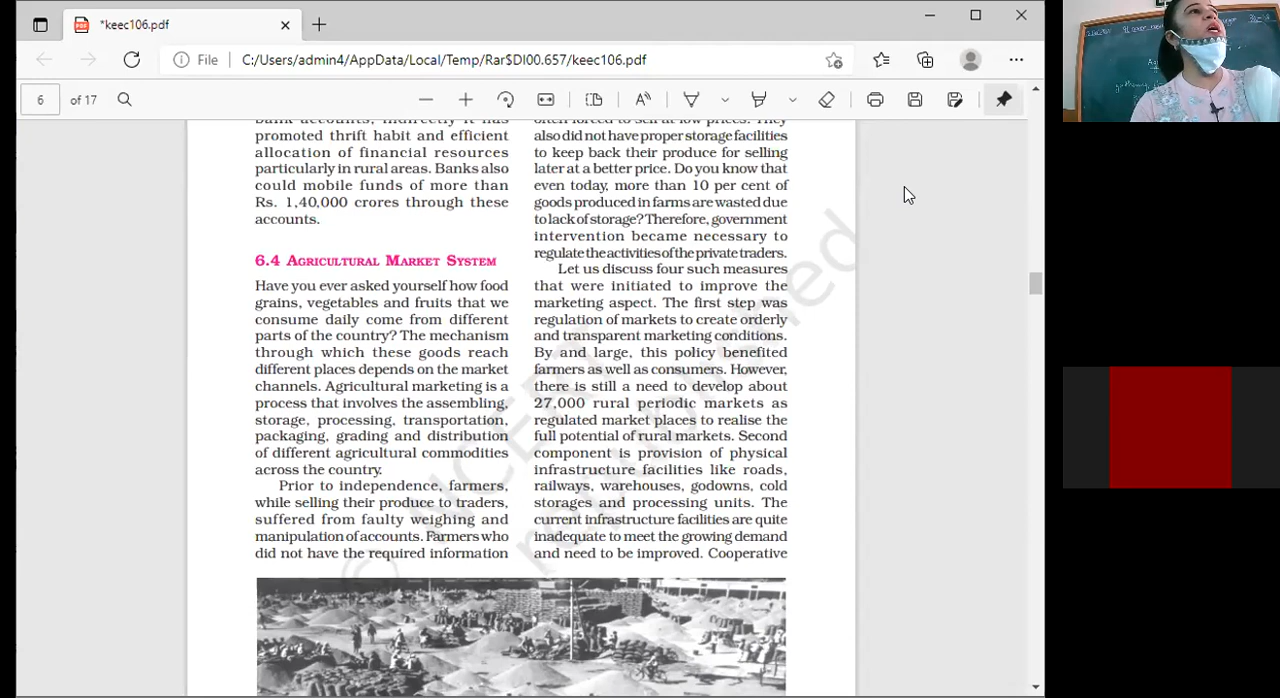 *keec106.pdf
File
C:/Users/admin4/AppData/Local/Temp/Rar$DI00.657/keec106.pdf
6 of 17
bank accounts, indirectly it has
promoted thrift habit and efficient
allocation of financial resources
particularly in rural areas. Banks also
could mobile funds of more than
Rs. 1,40,000 crores through these
accounts.
6.4 AGRICULTURAL MARKET SYSTEM
Have you ever asked yourself how food
grains, vegetables and fruits that we
consume daily come from different
parts of the country? The mechanism
through which these goods reach
different places depends on the market
channels. Agricultural marketing is a
process that involves the assembling,
storage, processing, transportation,
packaging, grading and distribution
of different agricultural commodities
across the country.
Prior to independence, farmers,
while selling their produce to traders,
suffered from faulty weighing and
manipulation of accounts. Farmers who
did not have the required information
often forced to sell at low prices. They
also did not have proper storage facilities
to keep back their produce for selling
later at a better price. Do you know that
even today, more than 10 per cent of
goods produced in farms are wasted due
to lack of storage? Therefore, government
intervention became necessary to
regulate the activities of the private traders.
Let us discuss four such measures
that were initiated to improve the
marketing aspect. The first step was
regulation of markets to create orderly
and transparent marketing conditions.
By and large, this policy benefited
farmers as well as consumers. However,
there is still a need to develop about
27,000 rural periodic markets as
regulated market places to realise the
full potential of rural markets. Second
component is provision of physical
infrastructure facilities like roads,
railways, warehouses, godowns, cold
storages and processing units. The
current infrastructure facilities are quite
inadequate to meet the growing demand
and need to be improved. Cooperative
© NCERT
republished